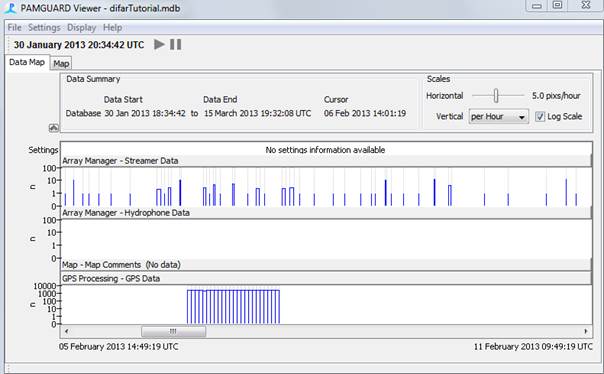 PAMGUARD Viewer - difarTutorial.mdb
File Settings Display Help
30 January 2013 20:34:42 UTC
Data Map Map
Data Summary
Data Start Data End Cursor
Database 30 Jan 2013 18:34:42 to 15 March 2013 19:32:08 UTC 06 Feb 2013 14:01:19
Scales
Horizontal 5.0 pixs/hour
Vertical per Hour Log Scale
Settings No settings information available
Array Manager - Streamer Data
100
10
1
0
n
Array Manager - Hydrophone Data
100
10
1
0
n
Map - Map Comments (No data)
GPS Processing - GPS Data
10000
1000
100
10
1
0
n
05 February 2013 14:49:19 UTC 11 February 2013 09:49:19 UTC